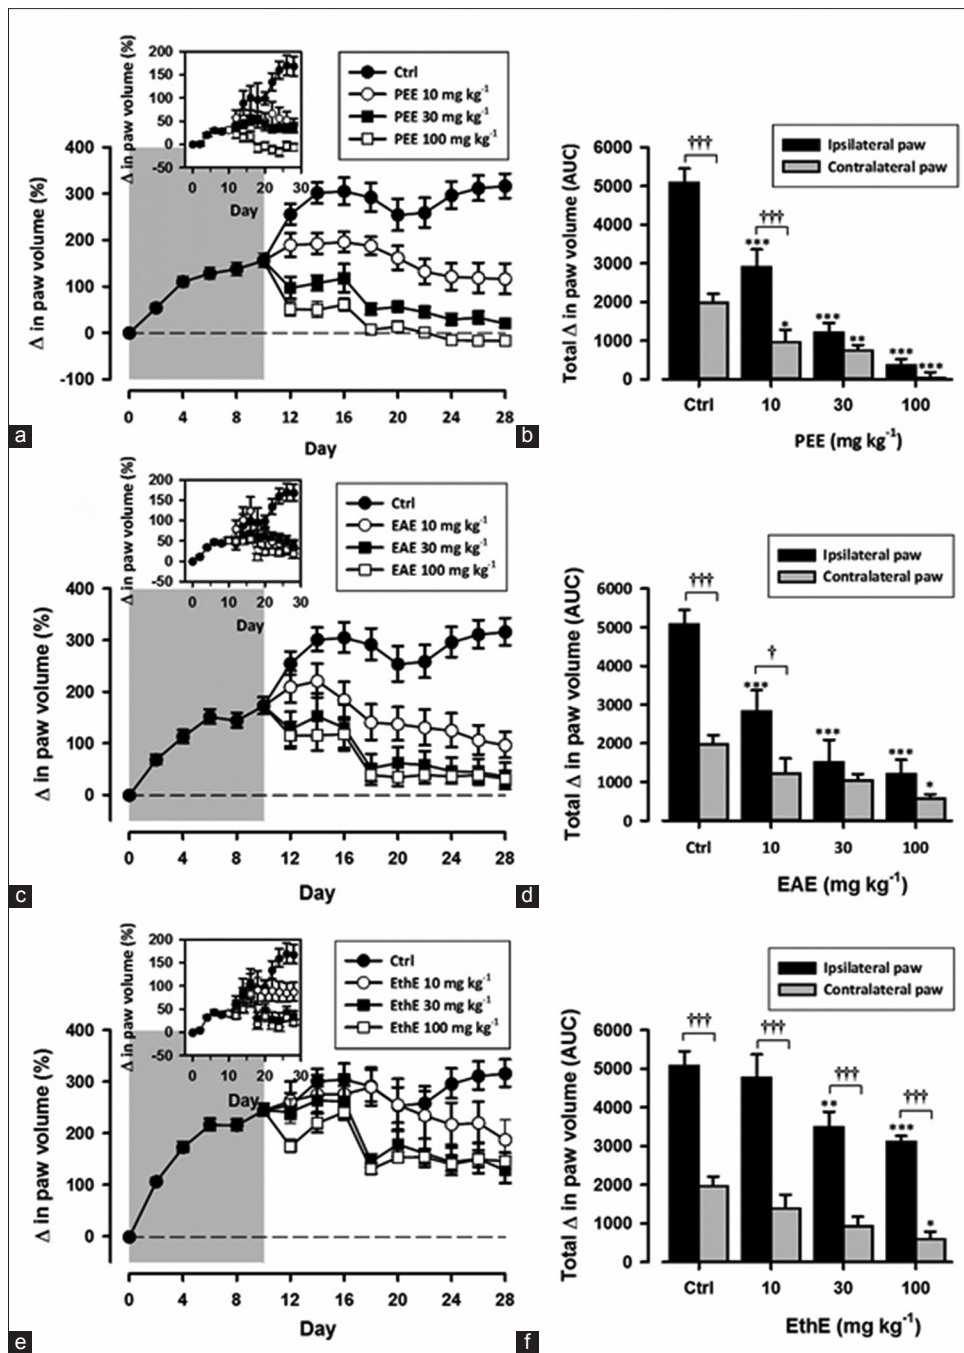 Δ in paw volume (%)
200
150
100
50
0
-50
0 10 20 30
Day
Ctrl
PEE 10 mg kg-1
PEE 30 mg kg-1
PEE 100 mg kg-1
Δ in paw volume (%)
400
300
200
100
0
-100
0 4 8 12 16 20 24 28
Day
a
Ipsilateral paw
Contralateral paw
Total Δ in paw volume (AUC)
6000
5000
4000
3000
2000
1000
0
†††
†††
***
*
***
**
***
***
Ctrl 10 30 100
PEE (mg kg-1)
b
Δ in paw volume (%)
200
150
100
50
0
-50
0 10 20 30
Day
Ctrl
EAE 10 mg kg-1
EAE 30 mg kg-1
EAE 100 mg kg-1
Δ in paw volume (%)
400
300
200
100
0
0 4 8 12 16 20 24 28
Day
c
Ipsilateral paw
Contralateral paw
Total Δ in paw volume (AUC)
6000
5000
4000
3000
2000
1000
0
†††
†
***
***
***
*
Ctrl 10 30 100
EAE (mg kg-1)
d
Δ in paw volume (%)
200
150
100
50
0
-50
0 10 20 30
Day
Ctrl
EthE 10 mg kg-1
EthE 30 mg kg-1
EthE 100 mg kg-1
Δ in paw volume (%)
400
300
200
100
0
0 4 8 12 16 20 24 28
Day
e
Ipsilateral paw
Contralateral paw
Total Δ in paw volume (AUC)
6000
5000
4000
3000
2000
1000
0
†††
†††
†††
**
†††
***
*
Ctrl 10 30 100
EthE (mg kg-1)
f